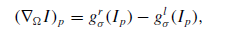 (∇_Ω I)_p = g^r_σ(I_p) − g^l_σ(I_p),